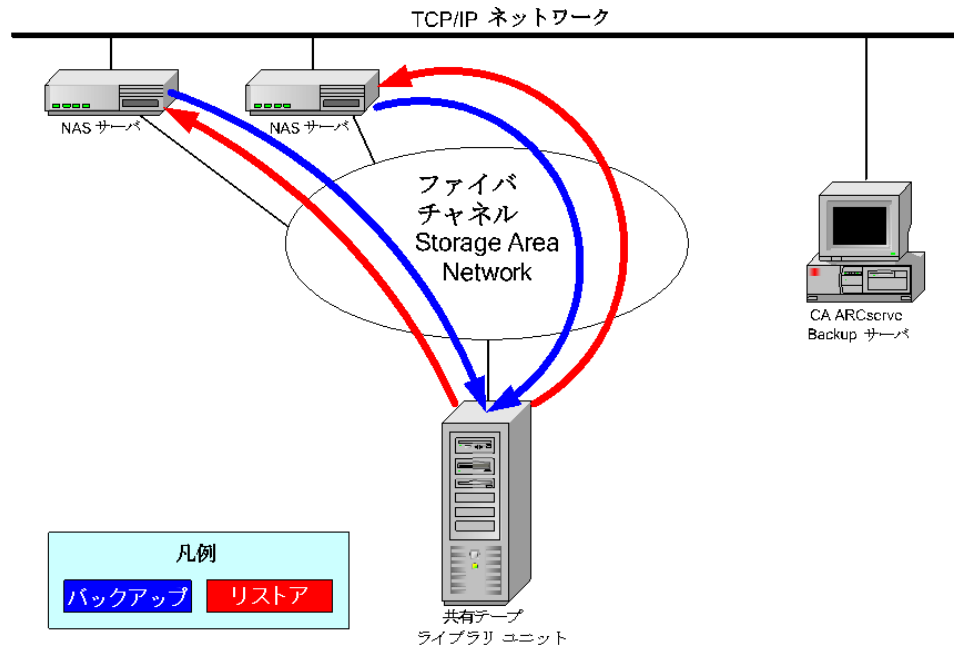 TCP/IP ネットワーク
NAS サーバ
NAS サーバ
ファイバ
チャネル
Storage Area
Network
CA ARCserve
Backup サーバ
共有テープ
ライブラリ ユニット
凡例
バックアップ
リストア